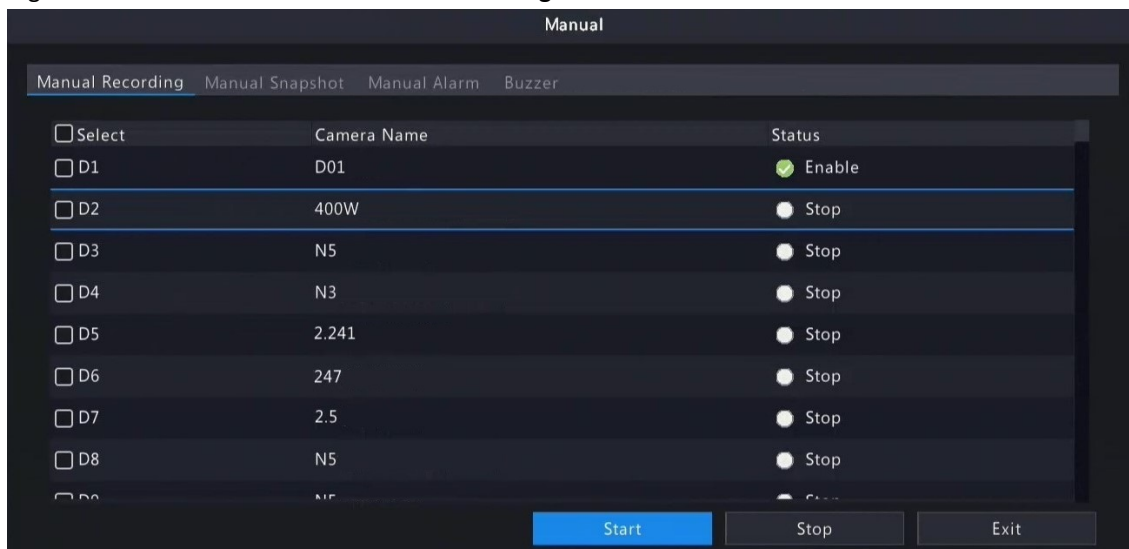 Manual
Manual Recording Manual Snapshot Manual Alarm Buzzer
Select Camera Name Status
D1 D01 Enable
D2 400W Stop
D3 N5 Stop
D4 N3 Stop
D5 2.241 Stop
D6 247 Stop
D7 2.5 Stop
D8 N5 Stop
Start Stop Exit